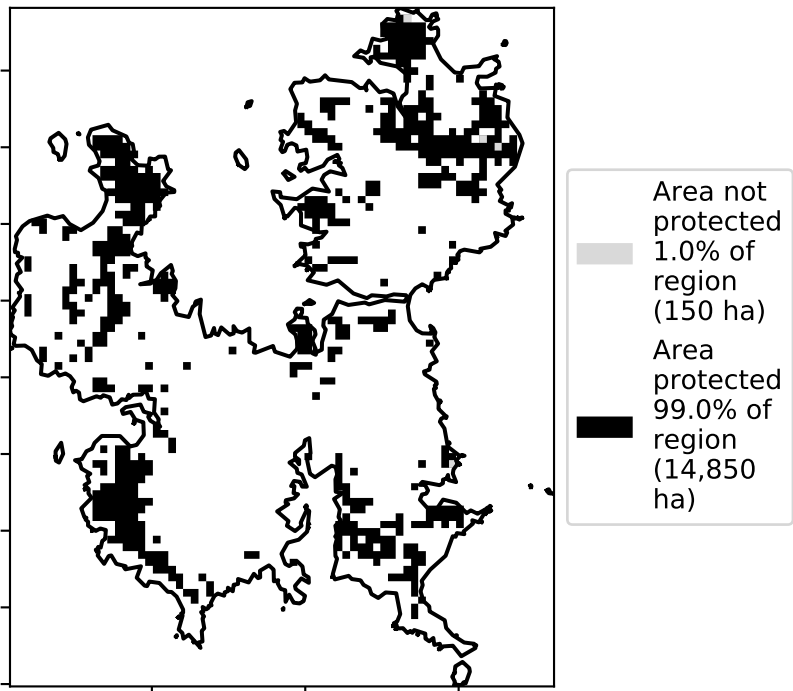 Area not
protected
1.0% of
region
(150 ha)
Area
protected
99.0% of
region
(14,850
ha)